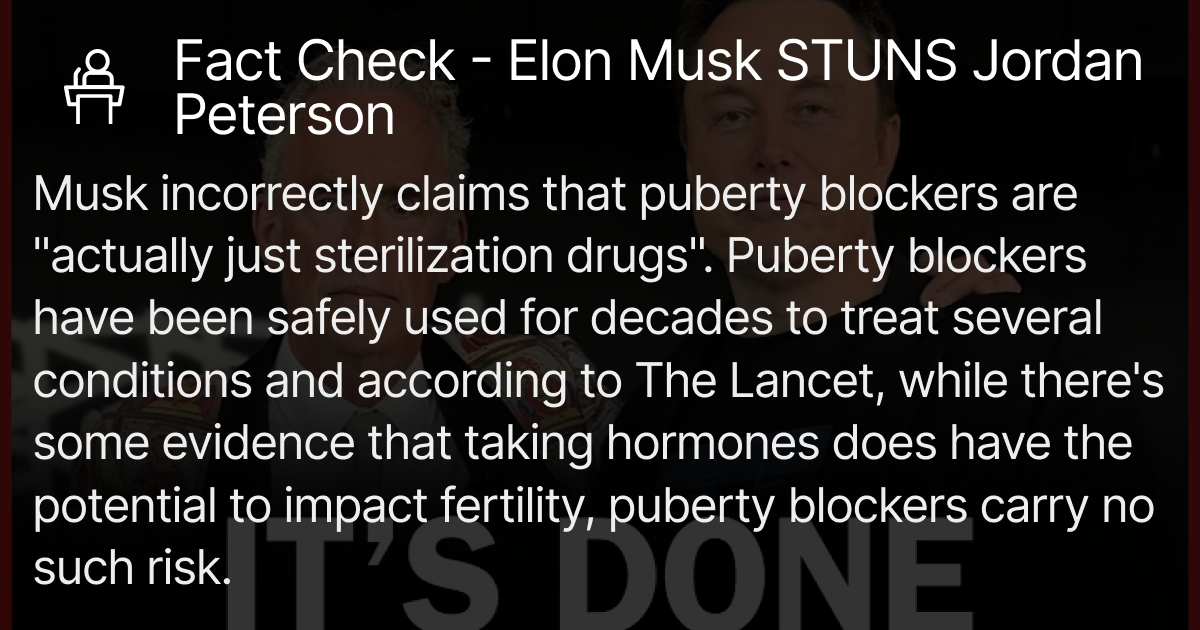 Fact Check - Elon Musk STUNS Jordan
Peterson
Musk incorrectly claims that puberty blockers are
"actually just sterilization drugs". Puberty blockers
have been safely used for decades to treat several
conditions and according to The Lancet, while there's
some evidence that taking hormones does have the
potential to impact fertility, puberty blockers carry no
such risk.
IT'S DONE